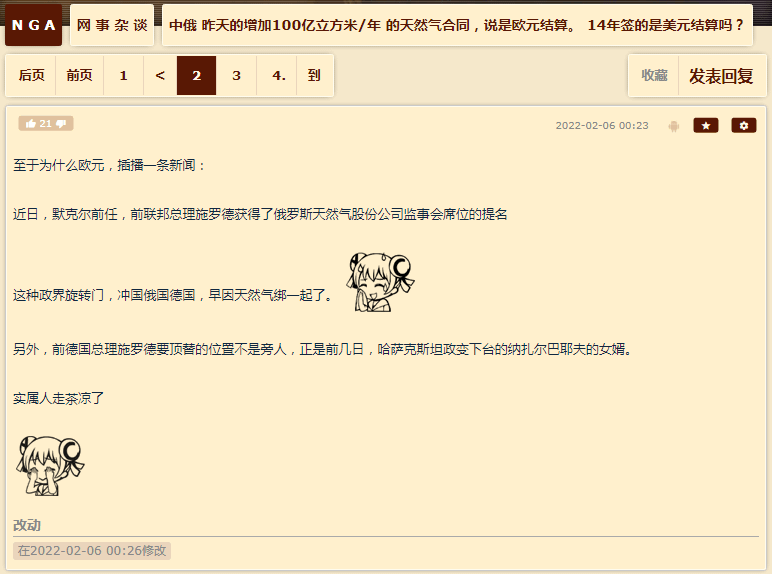 NGA
网事杂谈
中俄 昨天的增加100亿立方米/年 的天然气合同，说是欧元结算。 14年签的是美元结算吗？
后页 前页 1 < 2 3 4. 到
收藏 发表回复
21
2022-02-06 00:23
至于为什么欧元，插播一条新闻：
近日，默克尔前任，前联邦总理施罗德获得了俄罗斯天然气股份公司监事会席位的提名
这种政界旋转门，冲国俄国德国，早因天然气绑一起了。
另外，前德国总理施罗德要顶替的位置不是旁人，正是前几日，哈萨克斯坦政变下台的纳扎尔巴耶夫的女婿。
实属人走茶凉了
改动
在2022-02-06 00:26修改